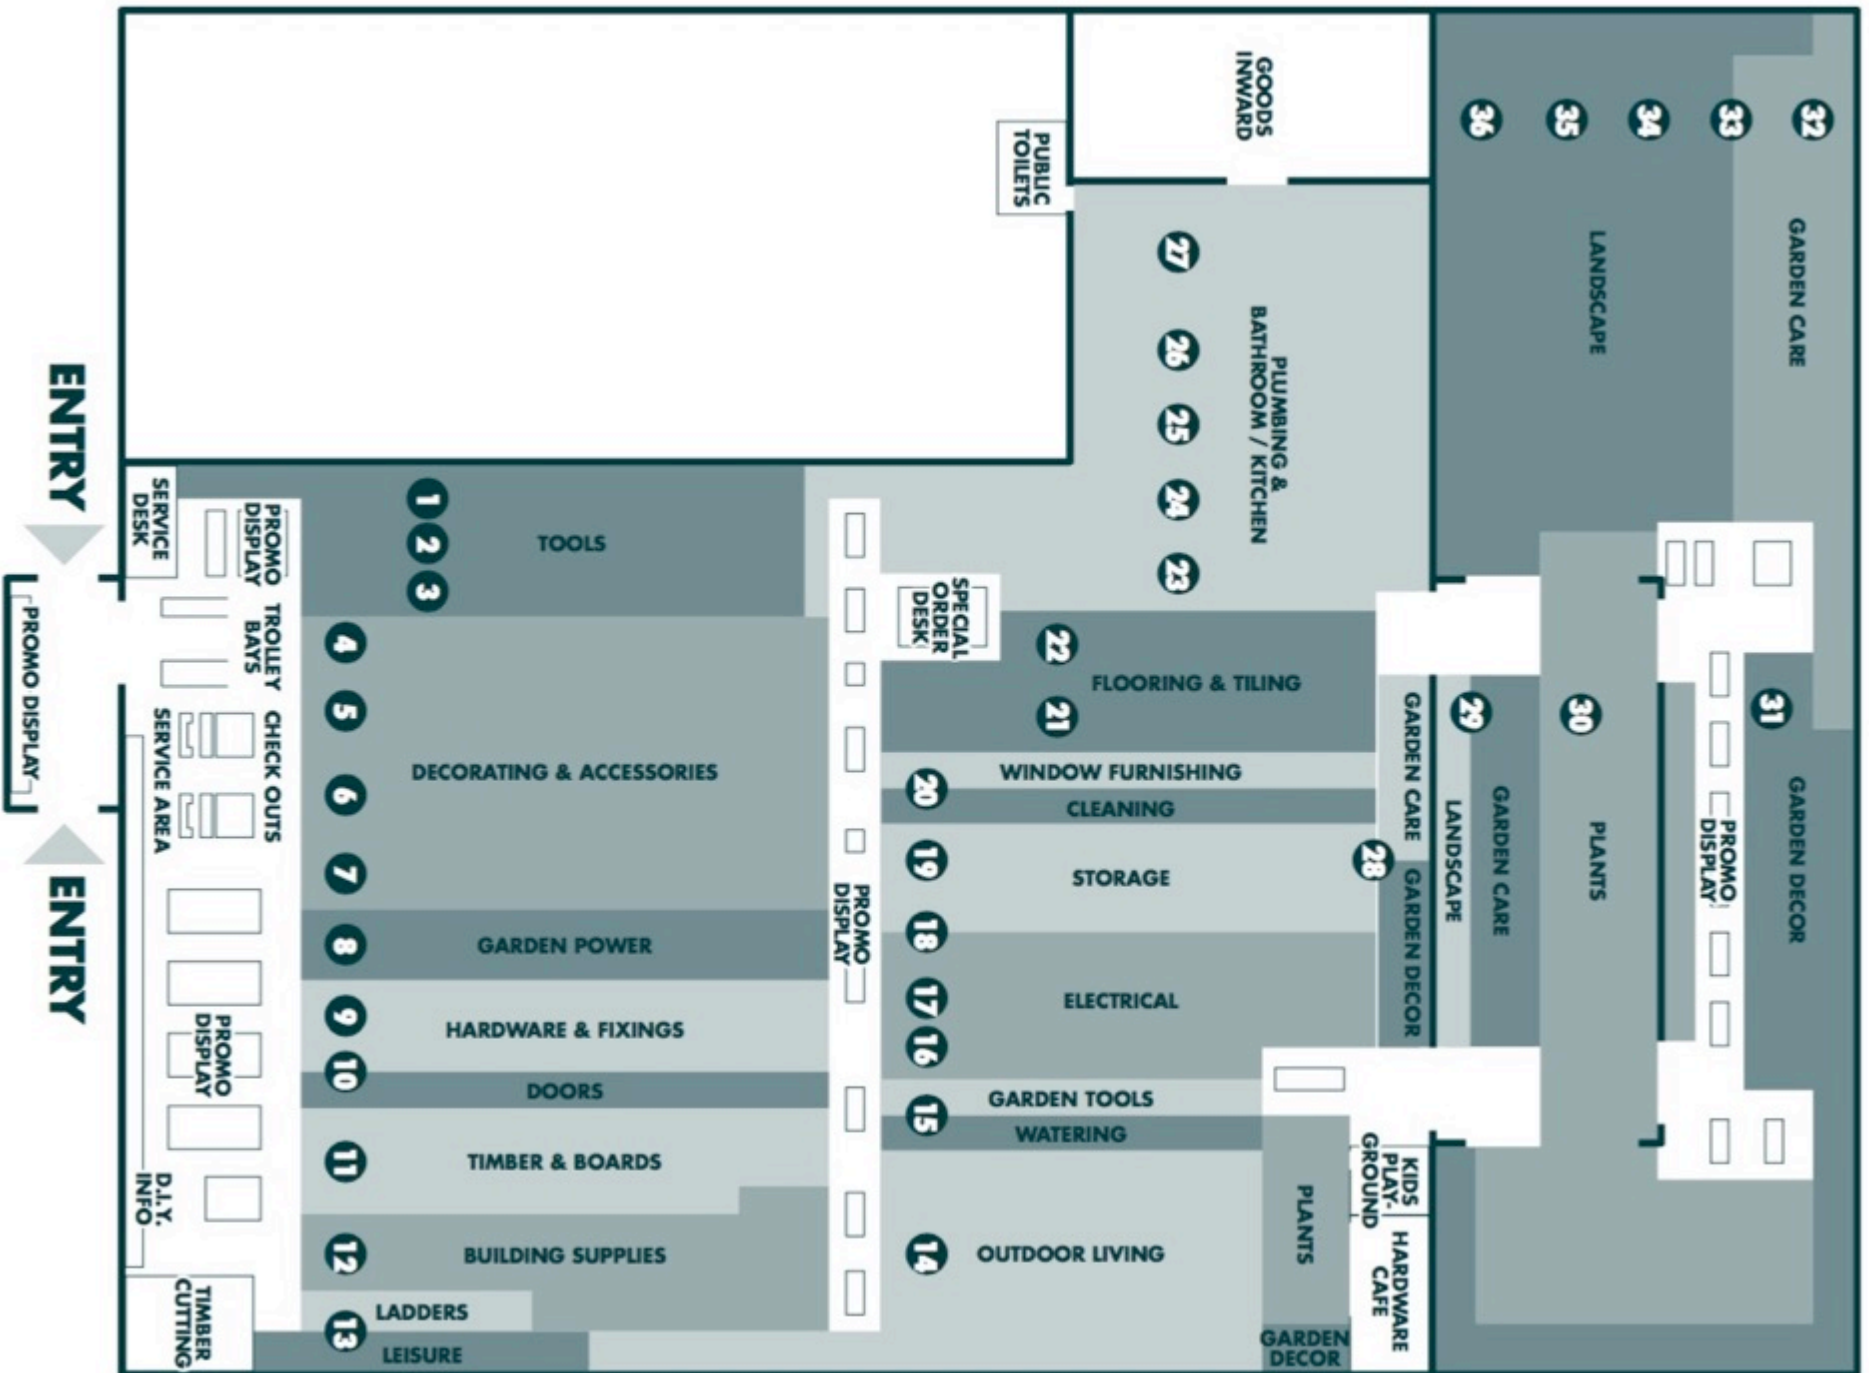 GOODS
INWARD
36
35
34
33
32
PUBLIC
TOILETS
27
LANDSCAPE
GARDEN CARE
26
PLUMBING &
BATHROOM / KITCHEN
25
24
23
ENTRY
SERVICE
DESK
PROMO
DISPLAY
1
2
3
TOOLS
SPECIAL
ORDER
DESK
PROMO DISPLAY
TROLLEY
BAYS
4
5
6
7
DECORATING & ACCESSORIES
22
21
FLOORING & TILING
GARDEN CARE
29
30
31
CHECK OUTS
SERVICE AREA
WINDOW FURNISHING
20
CLEANING
19
STORAGE
28
LANDSCAPE
GARDEN CARE
PLANTS
PROMO
DISPLAY
GARDEN DECOR
ENTRY
8
GARDEN POWER
PROMO
DISPLAY
18
17
16
ELECTRICAL
GARDEN DECOR
9
HARDWARE & FIXINGS
PROMO
DISPLAY
10
DOORS
GARDEN TOOLS
15
WATERING
11
TIMBER & BOARDS
D.I.Y.
INFO
KIDS
PLAY-
GROUND
PLANTS
12
BUILDING SUPPLIES
14
OUTDOOR LIVING
HARDWARE
CAFE
TIMBER
CUTTING
LADDERS
13
LEISURE
GARDEN
DECOR